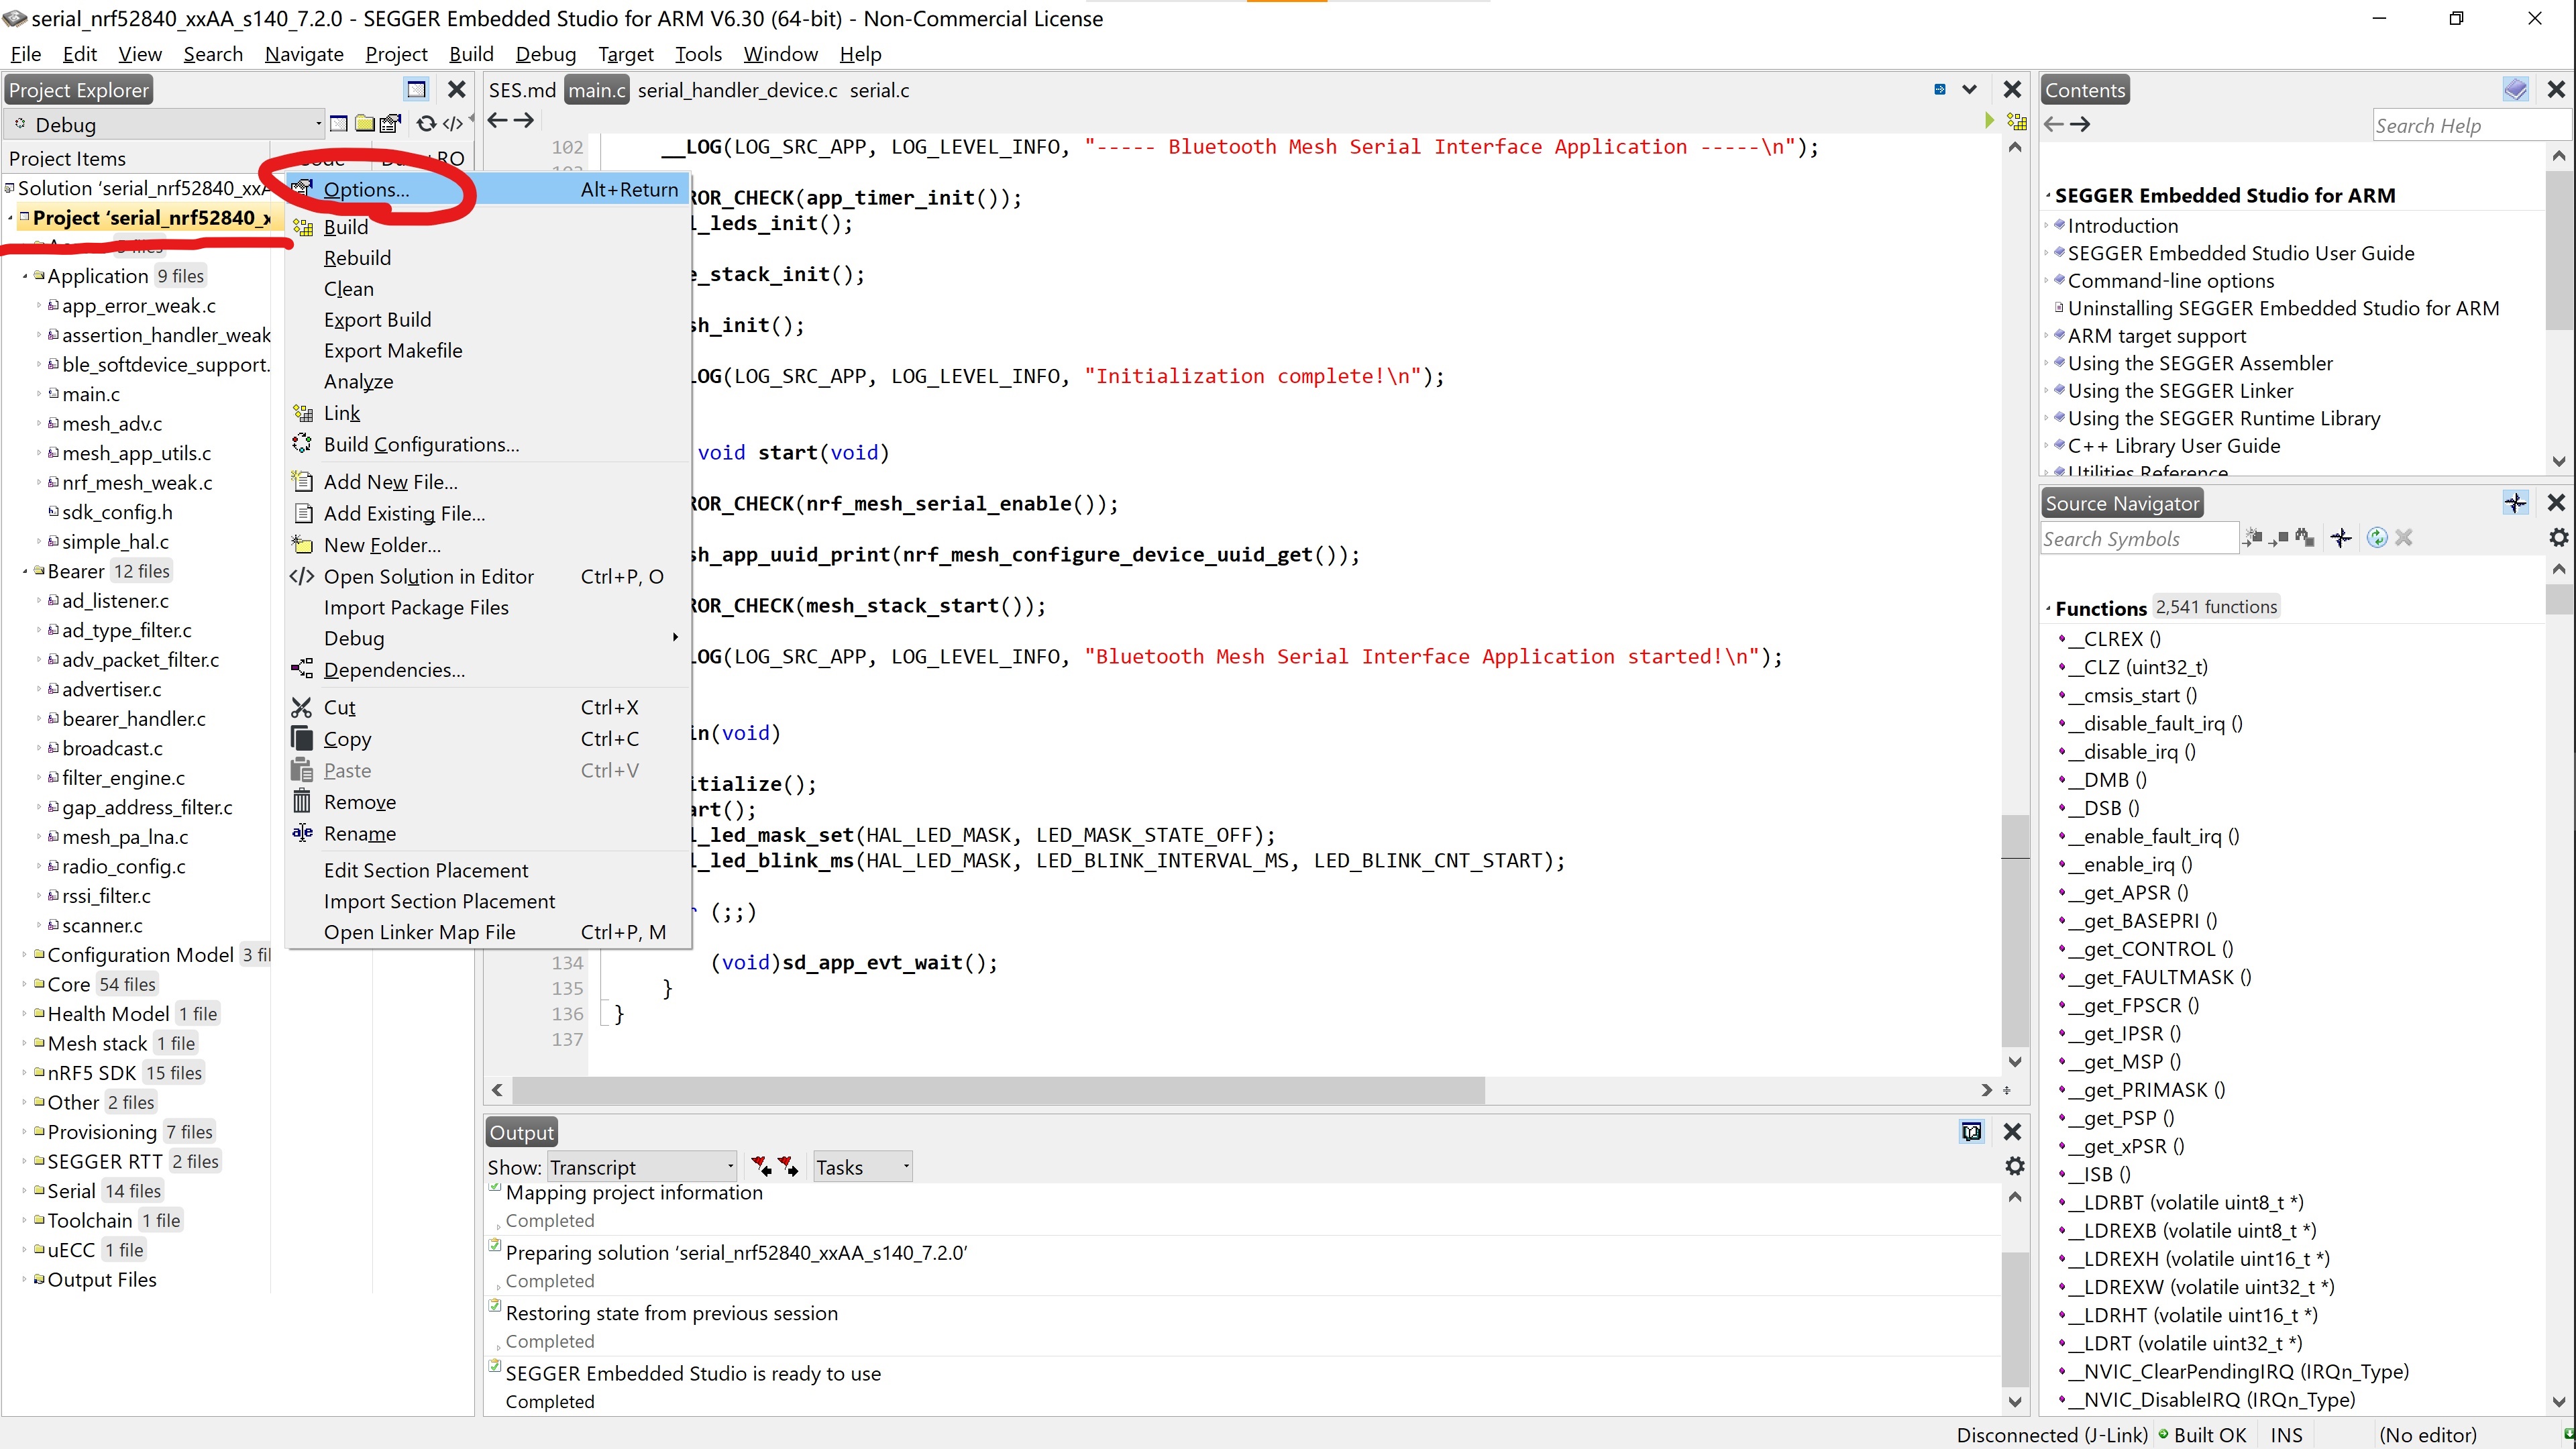 serial_nrf52840_xxAA_s140_7.2.0 - SEGGER Embedded Studio for ARM V6.30 (64-bit) - Non-Commercial License
File Edit View Search Navigate Project Build Debug Target Tools Window Help
Project Explorer
Debug
Project Items
RO
Solution ‘serial_nrf52840_xxA
Project ‘serial_nrf52840_x
Application 9 files
app_error_weak.c
assertion_handler_weak
ble_softdevice_support.
main.c
mesh_adv.c
mesh_app_utils.c
nrf_mesh_weak.c
sdk_config.h
simple_hal.c
Bearer 12 files
ad_listener.c
ad_type_filter.c
adv_packet_filter.c
advertiser.c
bearer_handler.c
broadcast.c
filter_engine.c
gap_address_filter.c
mesh_pa_lna.c
radio_config.c
rssi_filter.c
scanner.c
Configuration Model 3 fil
Core 54 files
Health Model 1 file
Mesh stack 1 file
nRF5 SDK 15 files
Other 2 files
Provisioning 7 files
SEGGER RTT 2 files
Serial 14 files
Toolchain 1 file
uECC 1 file
Output Files
Options... Alt+Return
Build
Rebuild
Clean
Export Build
Export Makefile
Analyze
Link
Build Configurations...
Add New File...
Add Existing File...
New Folder...
Open Solution in Editor Ctrl+P, O
Import Package Files
Debug
Dependencies...
Cut Ctrl+X
Copy Ctrl+C
Paste Ctrl+V
Remove
Rename
Edit Section Placement
Import Section Placement
Open Linker Map File Ctrl+P, M
SES.md main.c serial_handler_device.c serial.c
102 __LOG(LOG_SRC_APP, LOG_LEVEL_INFO, "----- Bluetooth Mesh Serial Interface Application -----\n");
ROR_CHECK(app_timer_init());
l_leds_init();
e_stack_init();
sh_init();
LOG(LOG_SRC_APP, LOG_LEVEL_INFO, "Initialization complete!\n");
void start(void)
ROR_CHECK(nrf_mesh_serial_enable());
sh_app_uuid_print(nrf_mesh_configure_device_uuid_get());
ROR_CHECK(mesh_stack_start());
LOG(LOG_SRC_APP, LOG_LEVEL_INFO, "Bluetooth Mesh Serial Interface Application started!\n");
in(void)
itialize();
art();
l_led_mask_set(HAL_LED_MASK, LED_MASK_STATE_OFF);
l_led_blink_ms(HAL_LED_MASK, LED_BLINK_INTERVAL_MS, LED_BLINK_CNT_START);
r (;;)
134 (void)sd_app_evt_wait();
135 }
136 }
137
Output
Show: Transcript Tasks
Mapping project information
Completed
Preparing solution ‘serial_nrf52840_xxAA_s140_7.2.0’
Completed
Restoring state from previous session
Completed
SEGGER Embedded Studio is ready to use
Completed
Contents
Search Help
SEGGER Embedded Studio for ARM
Introduction
SEGGER Embedded Studio User Guide
Command-line options
Uninstalling SEGGER Embedded Studio for ARM
ARM target support
Using the SEGGER Assembler
Using the SEGGER Linker
Using the SEGGER Runtime Library
C++ Library User Guide
Utilities Reference
Source Navigator
Search Symbols
Functions 2,541 functions
__CLREX ()
__CLZ (uint32_t)
__cmsis_start ()
__disable_fault_irq ()
__disable_irq ()
__DMB ()
__DSB ()
__enable_fault_irq ()
__enable_irq ()
__get_APSR ()
__get_BASEPRI ()
__get_CONTROL ()
__get_FAULTMASK ()
__get_FPSCR ()
__get_IPSR ()
__get_MSP ()
__get_PRIMASK ()
__get_PSP ()
__get_xPSR ()
__ISB ()
__LDRBT (volatile uint8_t *)
__LDREXB (volatile uint8_t *)
__LDREXH (volatile uint16_t *)
__LDREXW (volatile uint32_t *)
__LDRHT (volatile uint16_t *)
__LDRT (volatile uint32_t *)
__NVIC_ClearPendingIRQ (IRQn_Type)
__NVIC_DisableIRQ (IRQn_Type)
Disconnected (J-Link) Built OK INS (No editor)